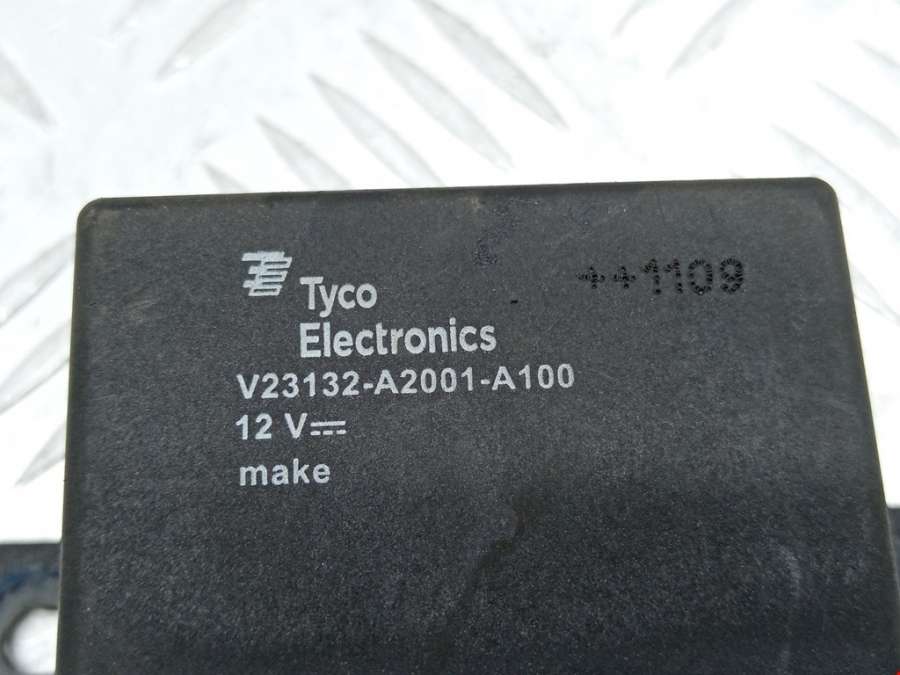 Tyco
Electronics
++1109
V23132-A2001-A100
12 V⎓
make